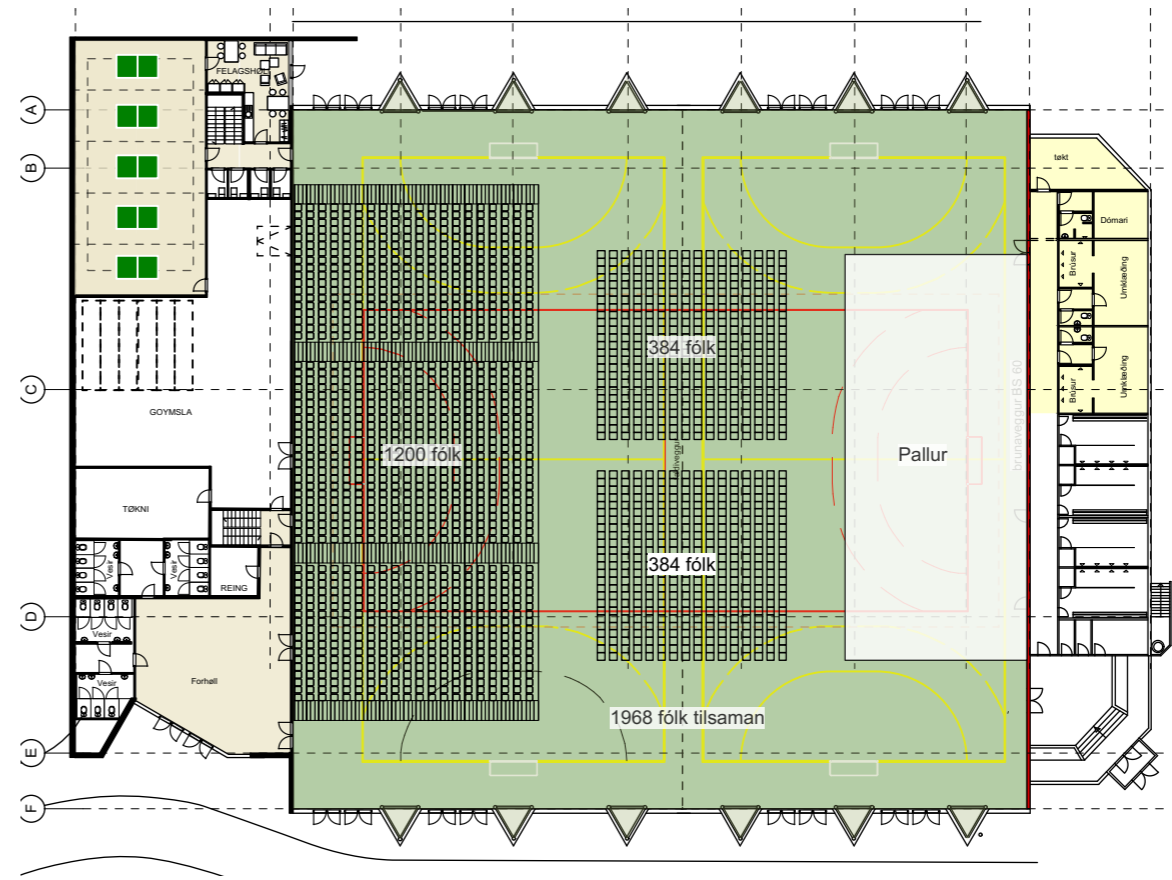 FELAGSHØLI
A
B
tøkt
Dómari
Brúsur
Umklæðing
384 fólk
C
GOYMSLA
Brúsur
Umklæðing
brunaveggur BS 60
1200 fólk
Pallur
TØKNI
Vesir
Vesir
REING
384 fólk
D
Vesir
Forhøll
Vesir
1968 fólk tilsaman
E
F